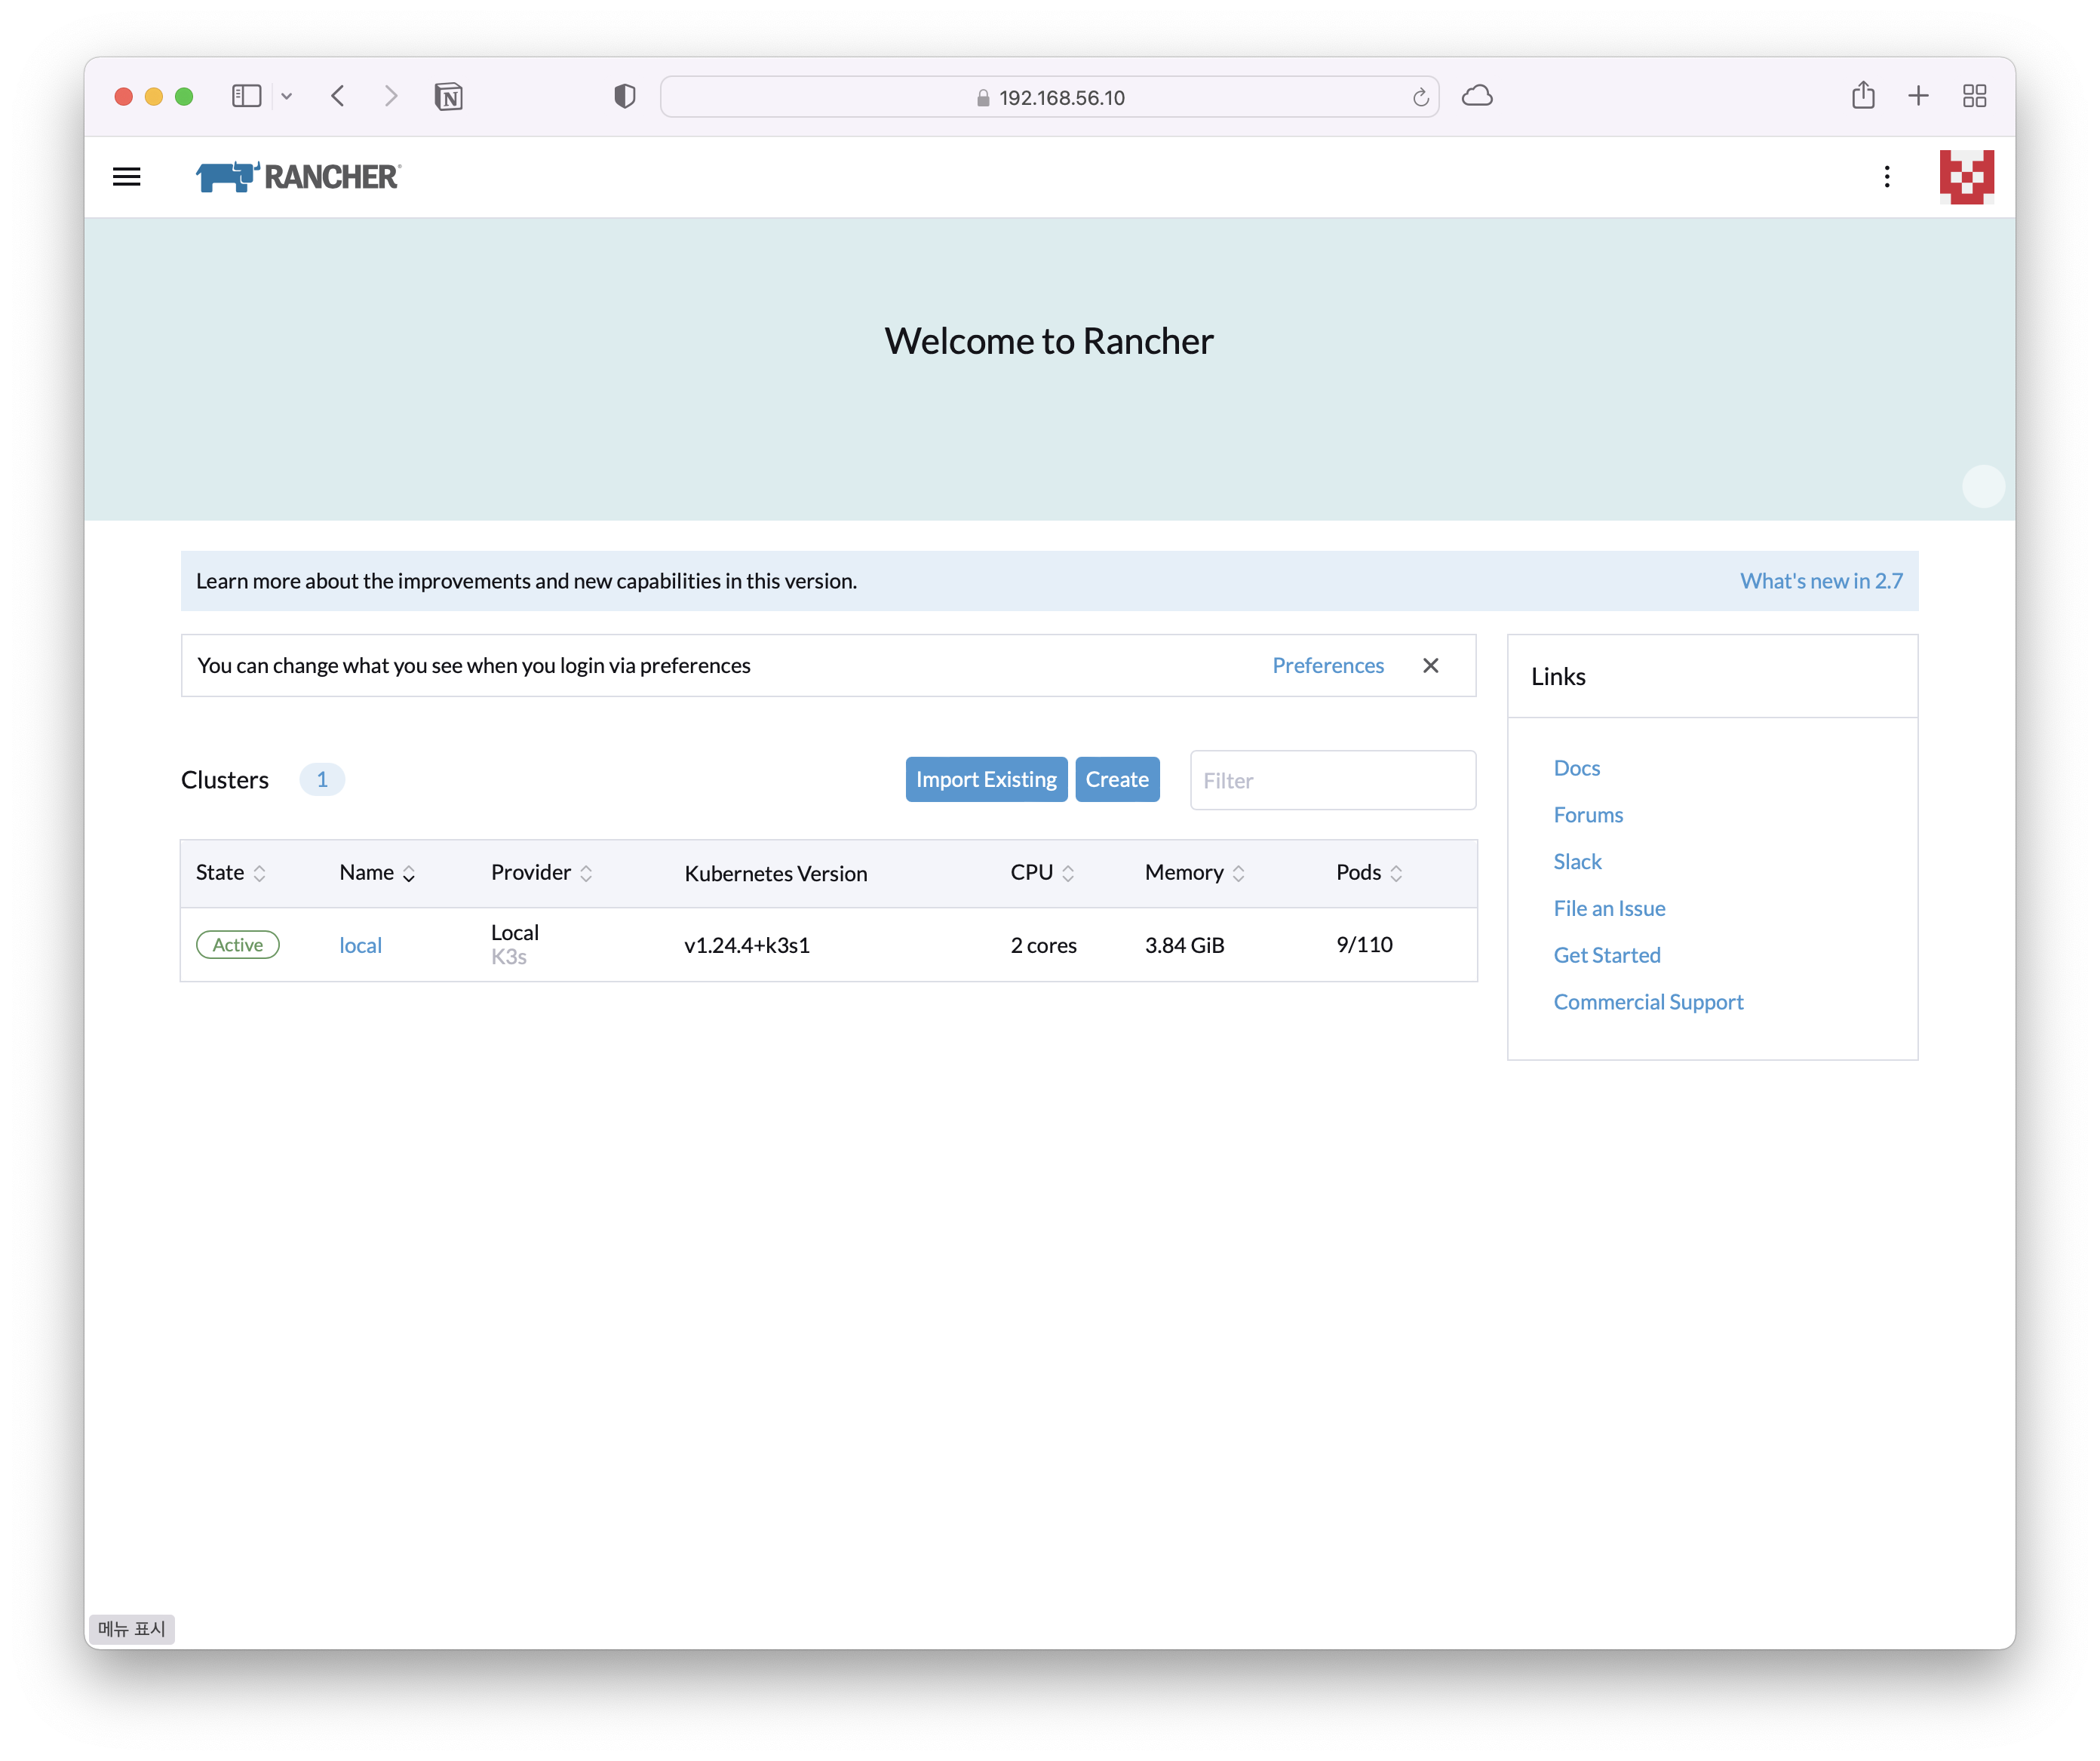 192.168.56.10
RANCHER
Welcome to Rancher
Learn more about the improvements and new capabilities in this version.
What's new in 2.7
You can change what you see when you login via preferences
Preferences
Links
Clusters 1
Import Existing
Create
Filter
State Name Provider Kubernetes Version CPU Memory Pods
Active local Local v1.24.4+k3s1 2 cores 3.84 GiB 9/110
K3s
Docs
Forums
Slack
File an Issue
Get Started
Commercial Support
메뉴 표시